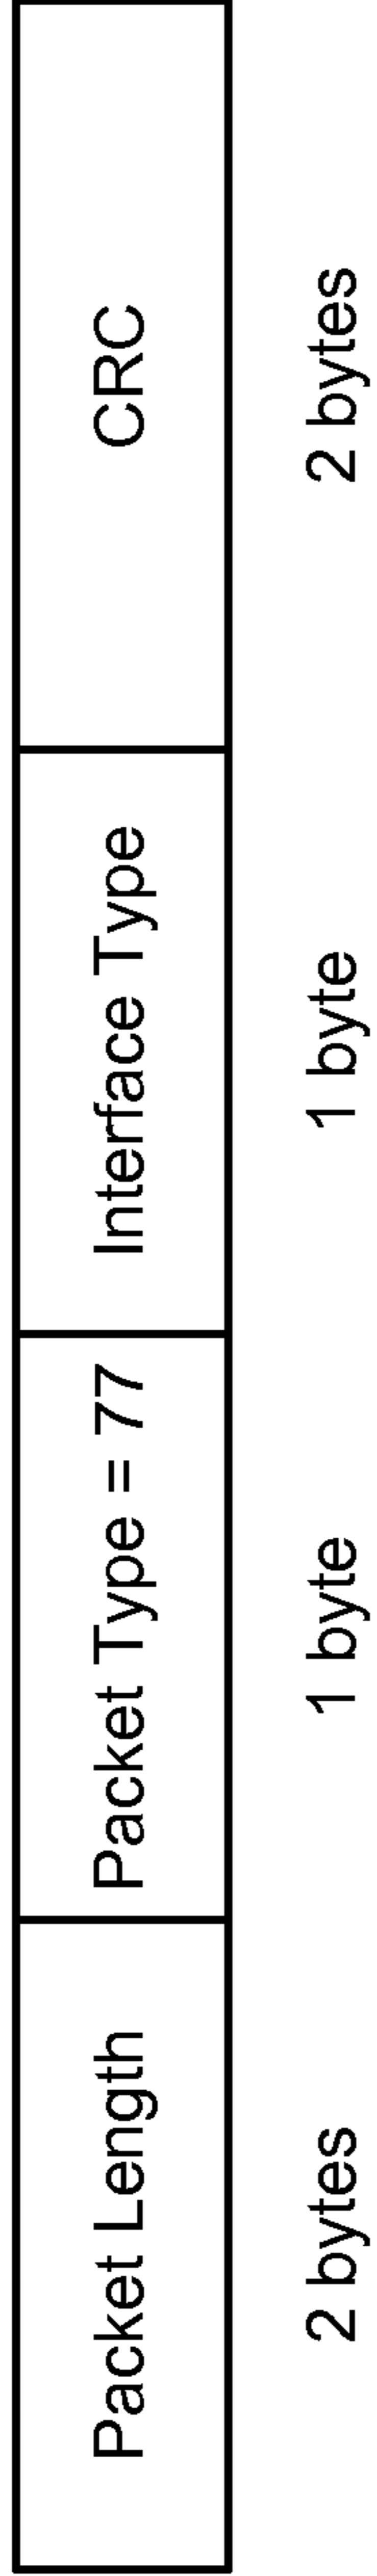 Packet Length
Packet Type = 77
Interface Type
CRC
2 bytes
1 byte
1 byte
2 bytes